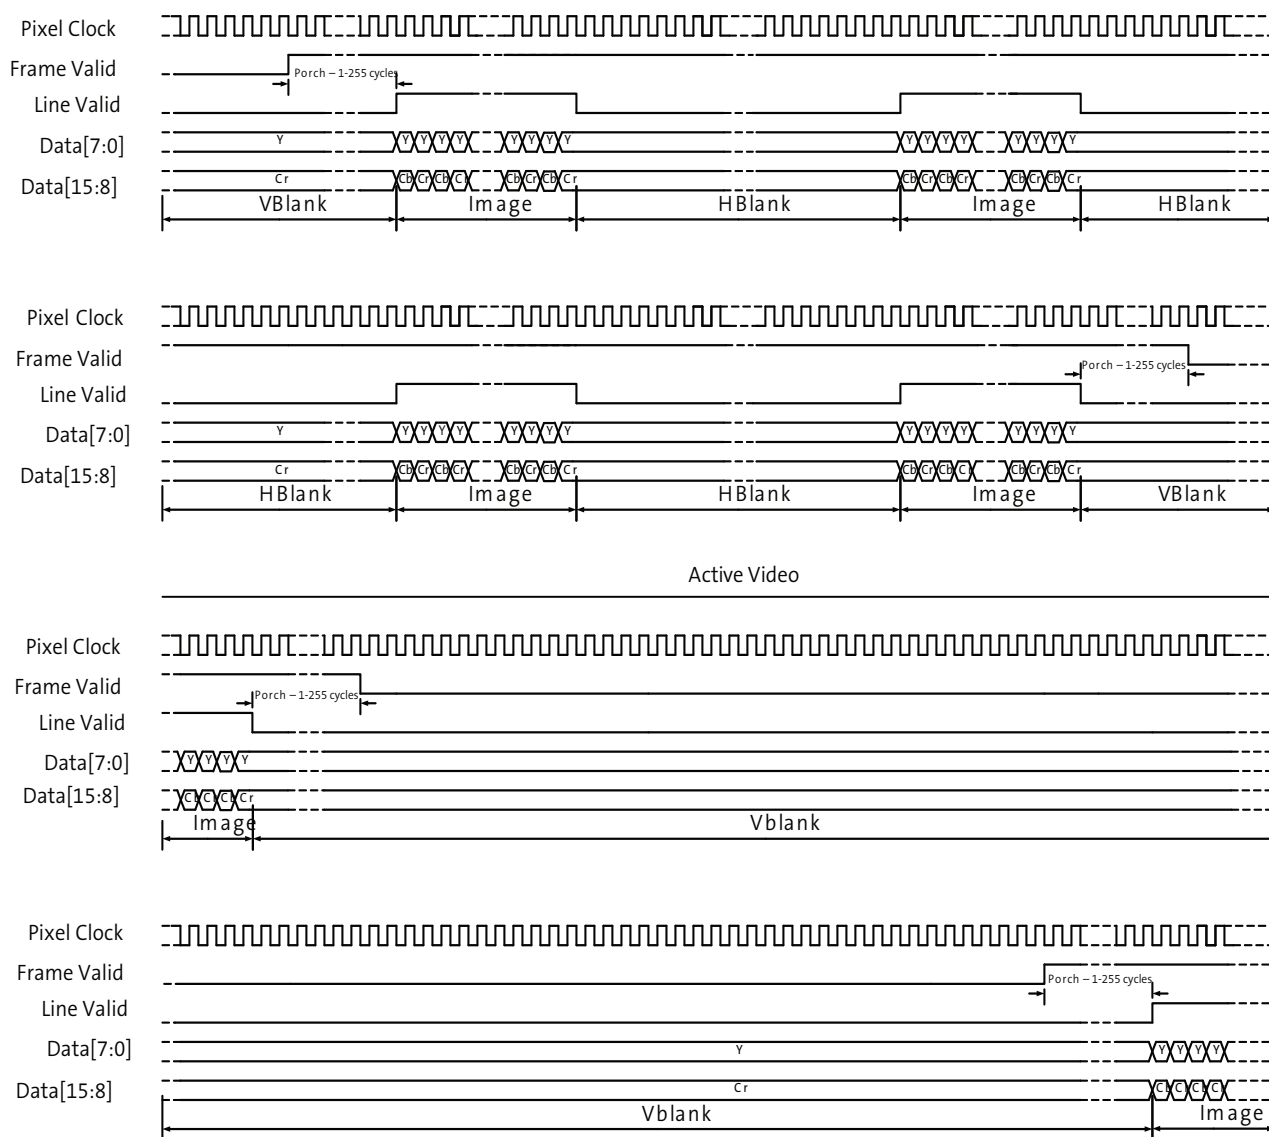 Pixel Clock
Frame Valid
Porch – 1-255 cycles
Line Valid
Data[7:0] Y Y Y Y Y Y Y Y Y Y Y Y Y Y Y Y Y Y Y
Data[15:8] Cr Cb Cr Cb Cr Cb Cr Cb Cr Cb Cr Cb Cr Cb Cr Cb Cr
VBlank Image HBlank Image HBlank
Pixel Clock
Frame Valid
Porch – 1-255 cycles
Line Valid
Data[7:0] Y Y Y Y Y Y Y Y Y Y Y Y Y Y Y Y Y Y Y
Data[15:8] Cr Cb Cr Cb Cr Cb Cr Cb Cr Cb Cr Cb Cr Cb Cr Cb Cr
HBlank Image HBlank Image VBlank
Active Video
Pixel Clock
Frame Valid
Porch – 1-255 cycles
Line Valid
Data[7:0] Y Y Y Y
Data[15:8] Cr
Image Vblank
Pixel Clock
Frame Valid
Porch – 1-255 cycles
Line Valid
Data[7:0] Y Y Y Y Y
Data[15:8] Cr
Vblank Image